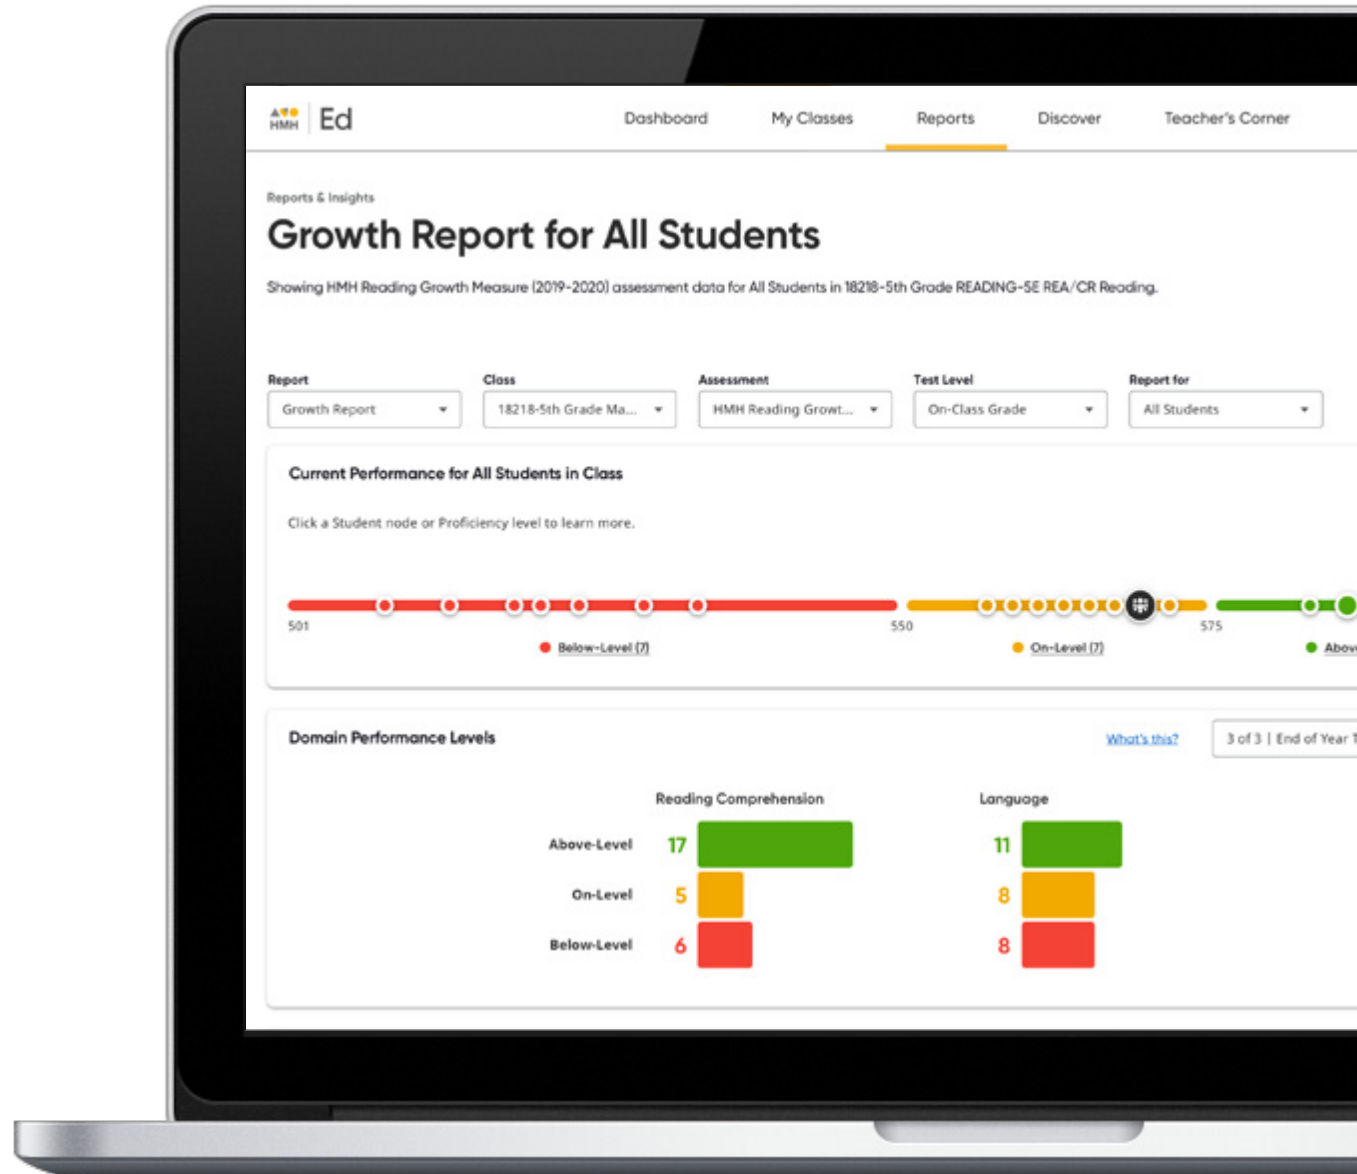 HMH Ed
Dashboard My Classes Reports Discover Teacher's Corner
Reports & Insights
Growth Report for All Students
Showing HMH Reading Growth Measure (2019-2020) assessment data for All Students in 18218-5th Grade READING-5E REA/CR Reading.
Report Class Assessment Test Level Report for
Growth Report 18218-5th Grade Ma... HMH Reading Growt... On-Class Grade All Students
Current Performance for All Students in Class
Click a Student node or Proficiency level to learn more.
501 550 575
Below-Level (7) On-Level (7) Above
Domain Performance Levels What's this? 3 of 3 | End of Year T
Reading Comprehension Language
Above-Level 17 11
On-Level 5 8
Below-Level 6 8